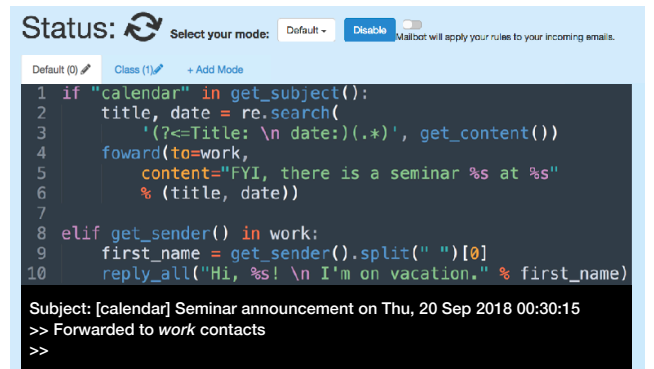 Status: Select your mode: Default Disable Mailbot will apply your rules to your incoming emails.
Default (0) Class (1) + Add Mode
1 if "calendar" in get_subject():
2     title, date = re.search(
3         '(?<=Title: \n date:)(.*)', get_content())
4     foward(to=work,
5         content="FYI, there is a seminar %s at %s"
6         % (title, date))
7
8 elif get_sender() in work:
9     first_name = get_sender().split(" ")[0]
10     reply_all("Hi, %s! \n I'm on vacation." % first_name)
Subject: [calendar] Seminar announcement on Thu, 20 Sep 2018 00:30:15
>> Forwarded to work contacts
>>